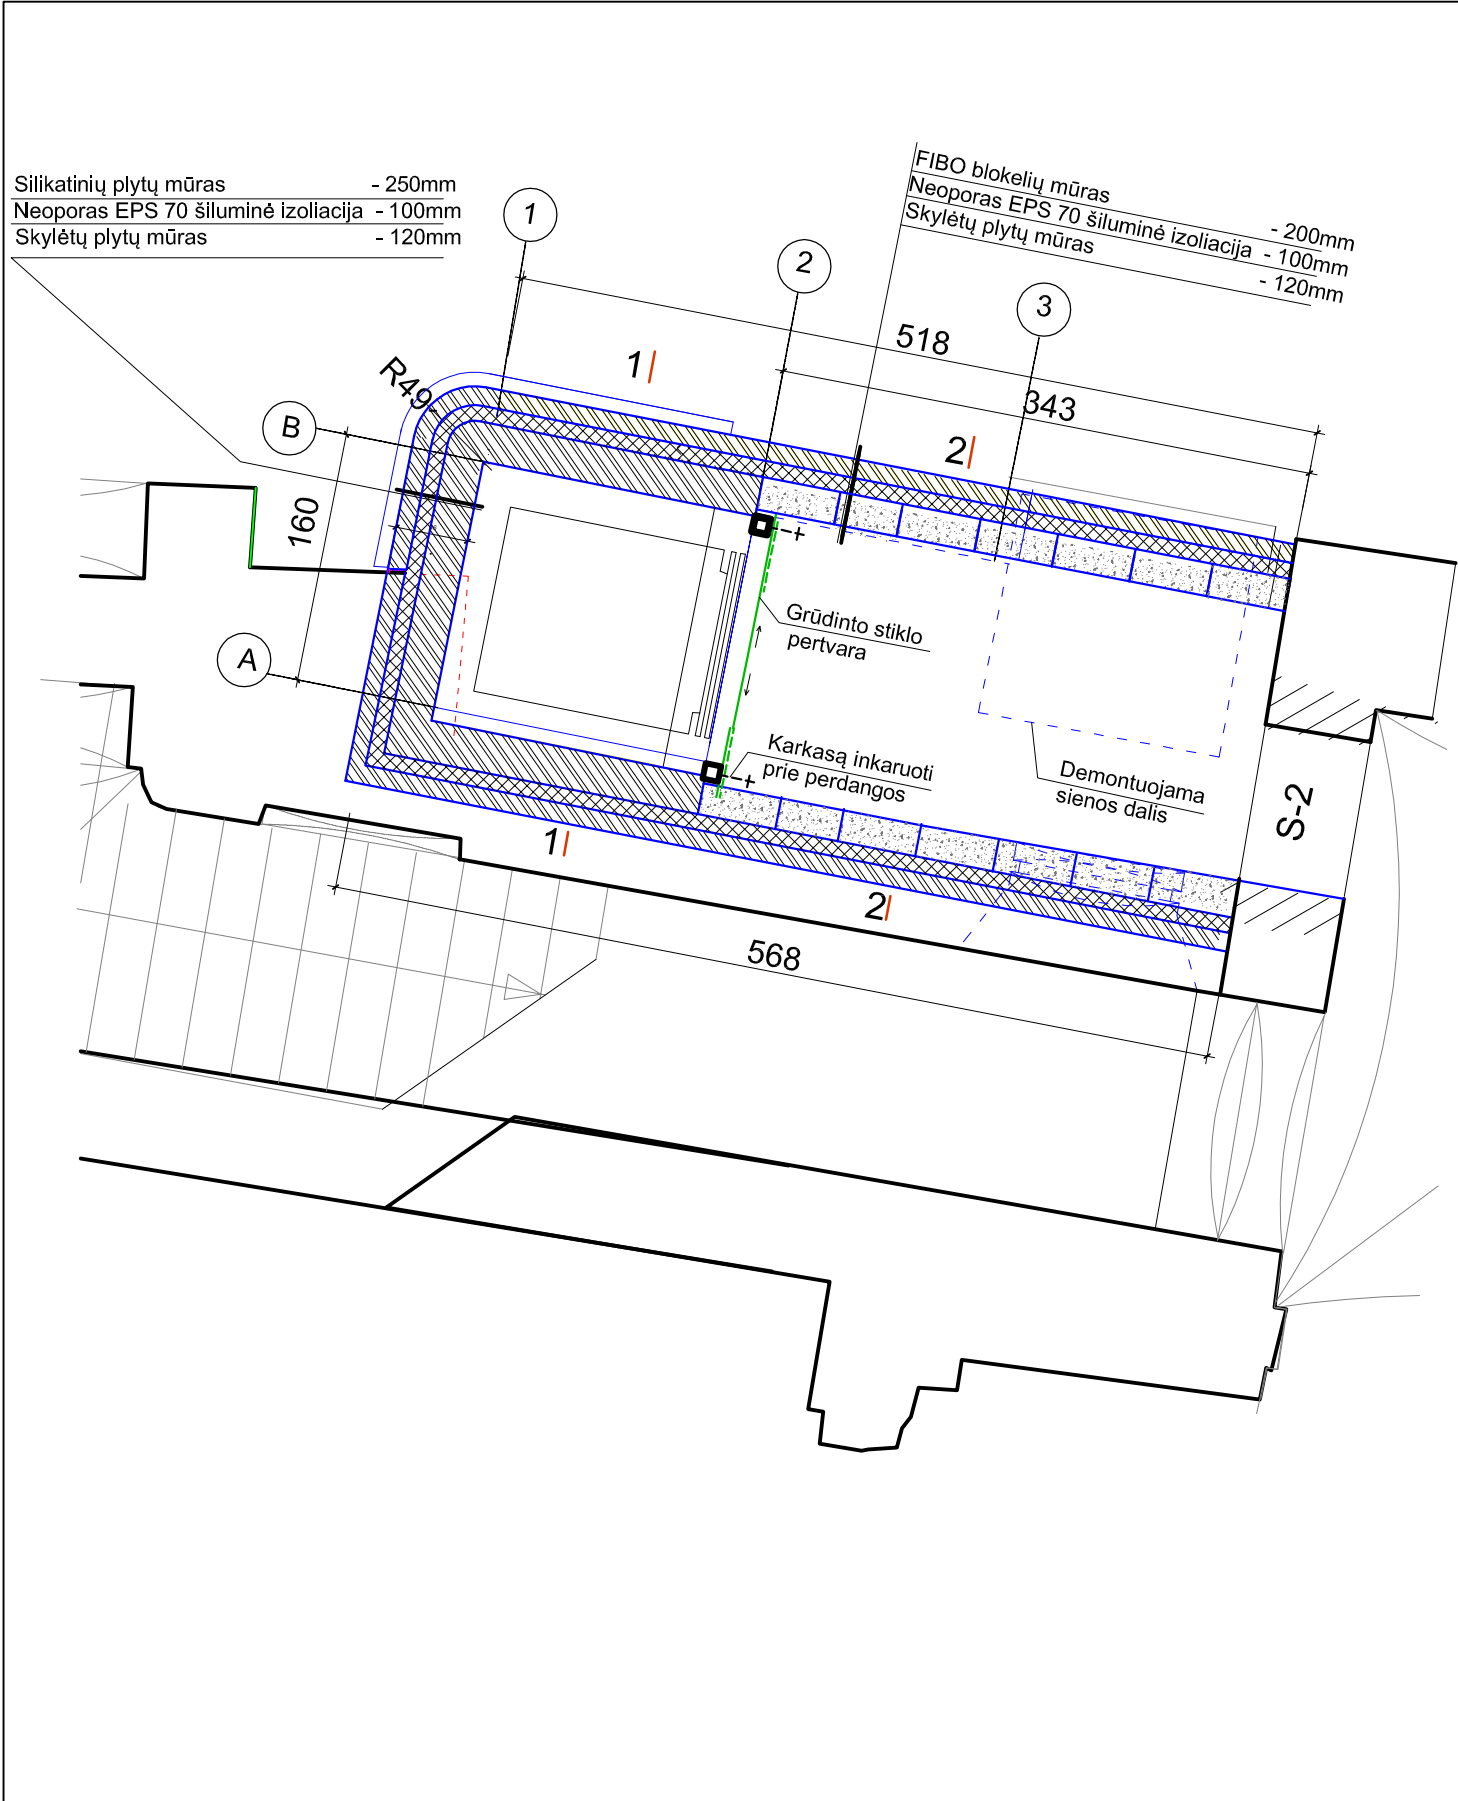 Silikatinių plytų mūras - 250mm
Neoporas EPS 70 šiluminė izoliacija - 100mm
Skylėtų plytų mūras - 120mm
FIBO blokelių mūras - 200mm
Neoporas EPS 70 šiluminė izoliacija - 100mm
Skylėtų plytų mūras - 120mm
1
2
3
518
343
1
R49
B
2
160
A
Grūdinto stiklo
pertvara
Karkasą inkaruoti
prie perdangos
Demontuojama
sienos dalis
S-2
1
2
568